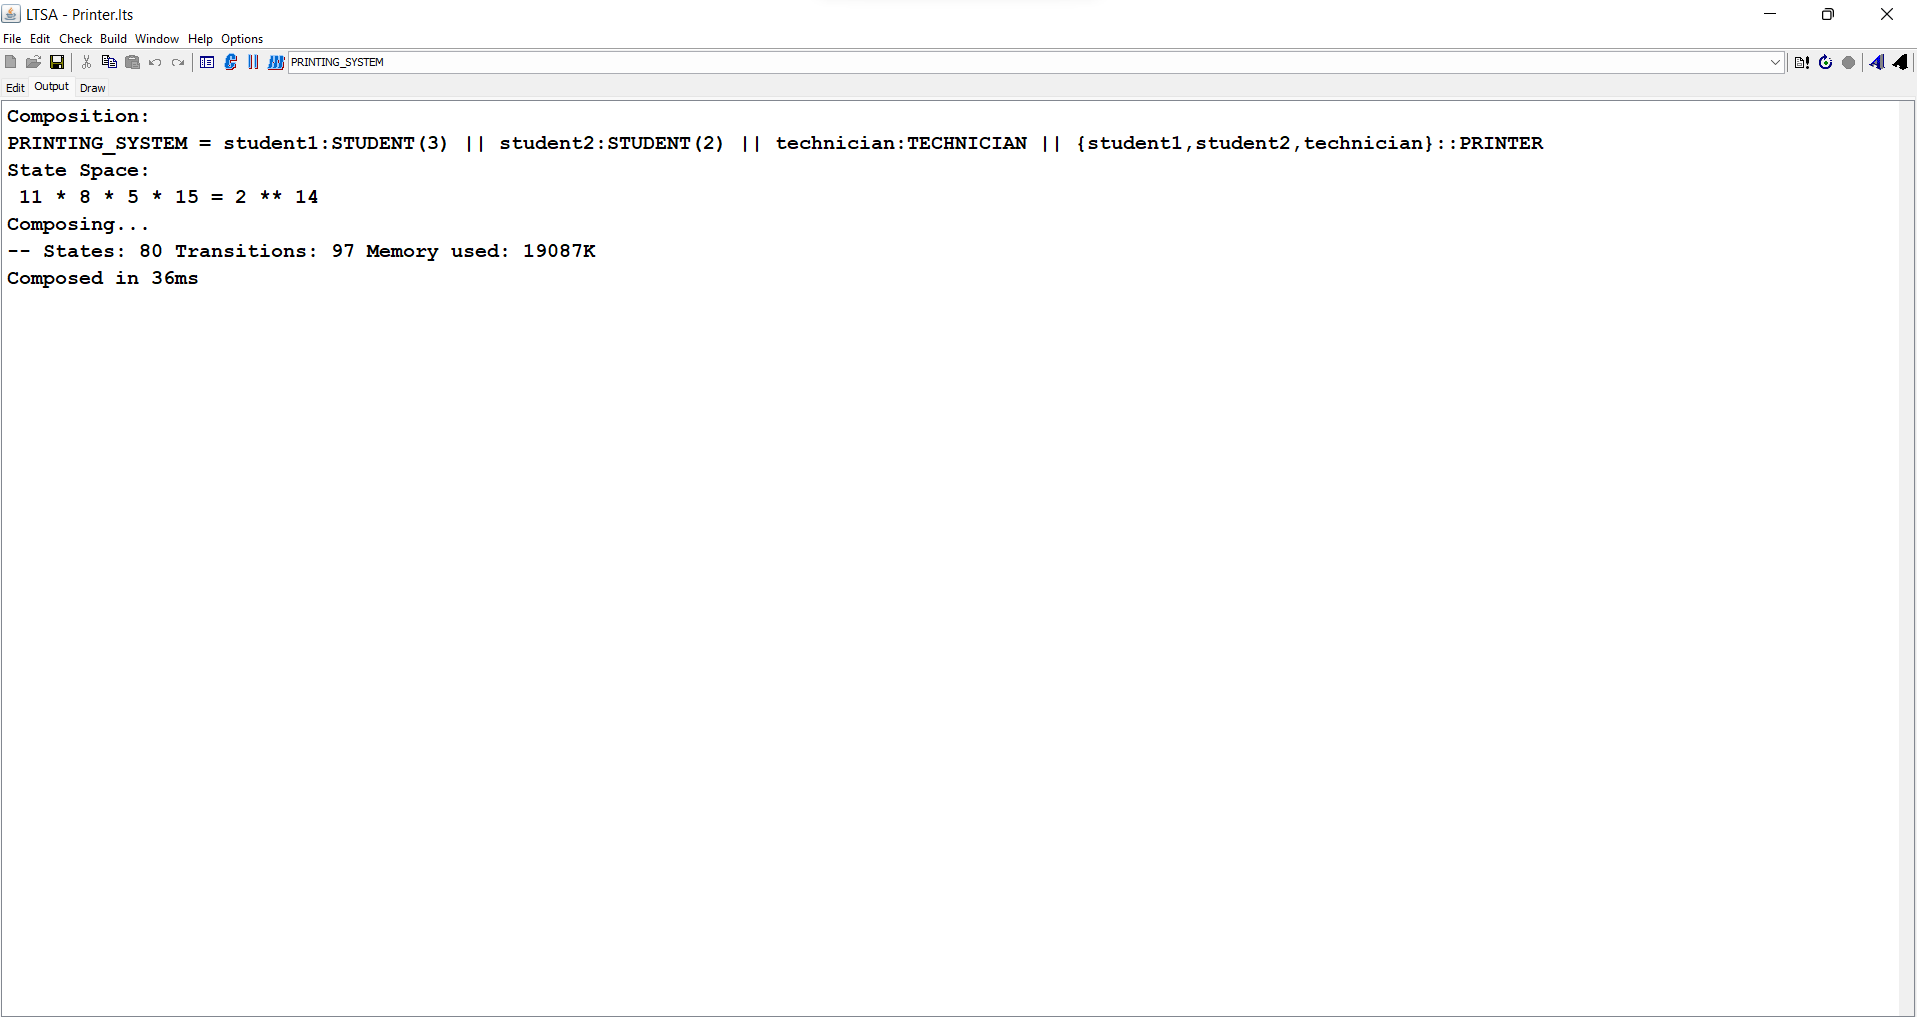 LTSA - Printer.lts
File Edit Check Build Window Help Options
PRINTING_SYSTEM
Edit Output Draw
Composition:
PRINTING_SYSTEM = student1:STUDENT(3) || student2:STUDENT(2) || technician:TECHNICIAN || {student1,student2,technician}::PRINTER
State Space:
 11 * 8 * 5 * 15 = 2 ** 14
Composing...
-- States: 80 Transitions: 97 Memory used: 19087K
Composed in 36ms